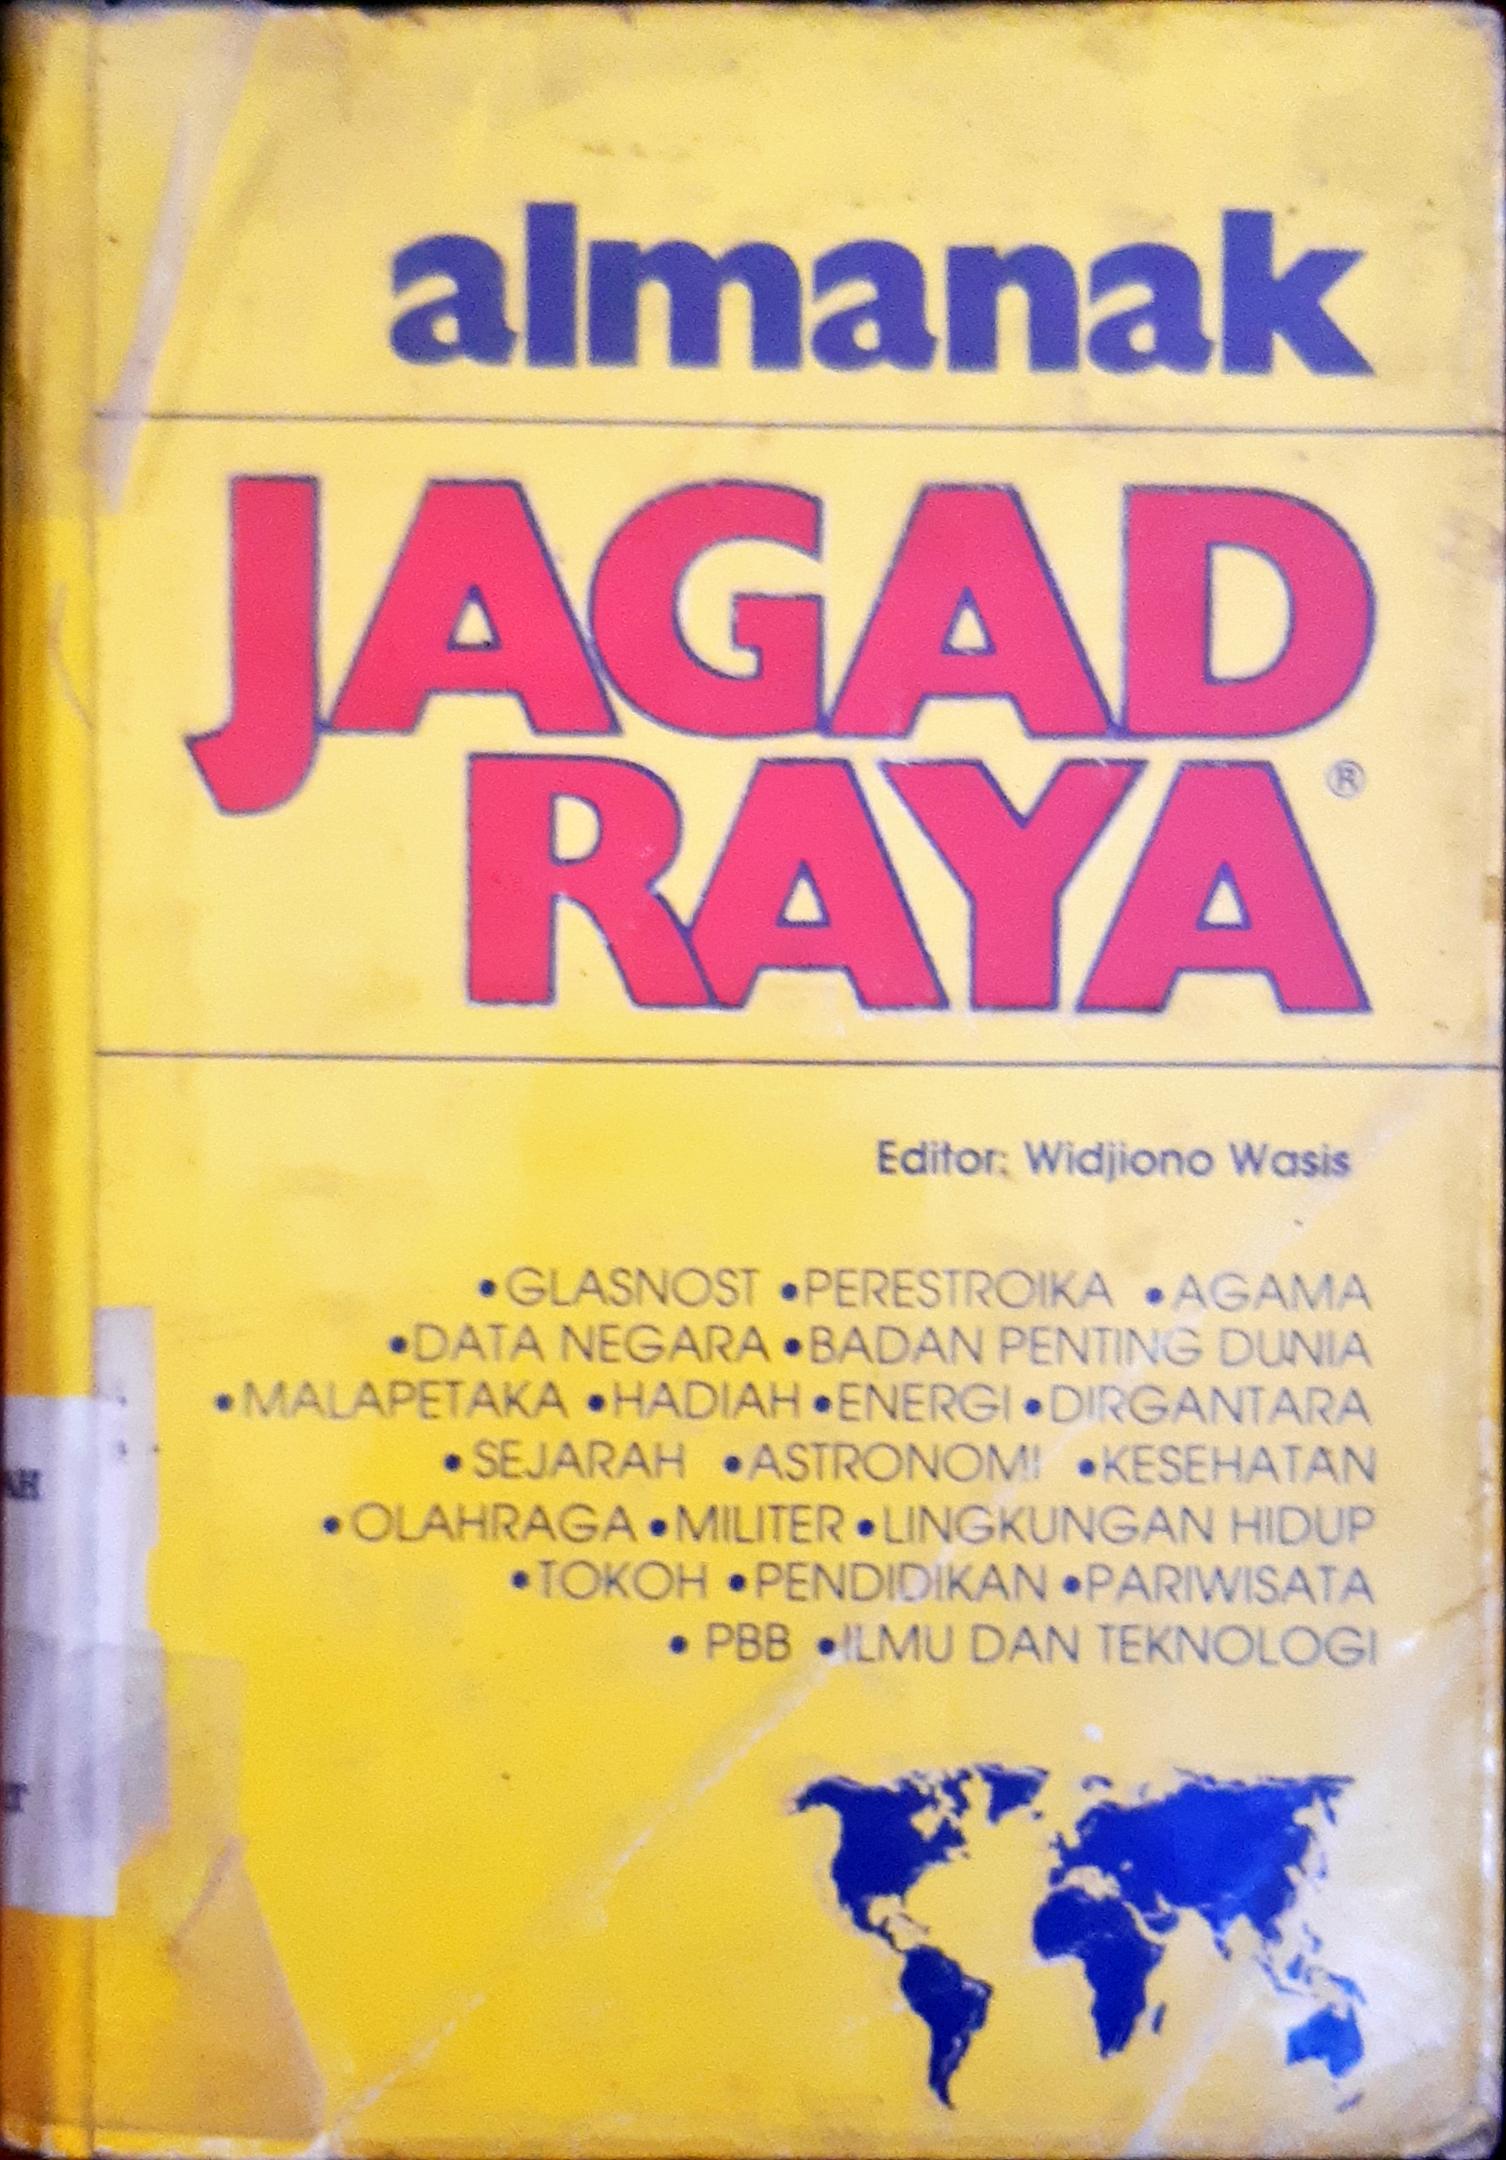 almanak
JAGAD
RAYA®
Editor: Widjiono Wasis
•GLASNOST •PERESTROIKA •AGAMA
•DATA NEGARA •BADAN PENTING DUNIA
•MALAPETAKA •HADIAH •ENERGI •DIRGANTARA
•SEJARAH •ASTRONOMI •KESEHATAN
•OLAHRAGA •MILITER •LINGKUNGAN HIDUP
•TOKOH •PENDIDIKAN •PARIWISATA
• PBB •ILMU DAN TEKNOLOGI
AH